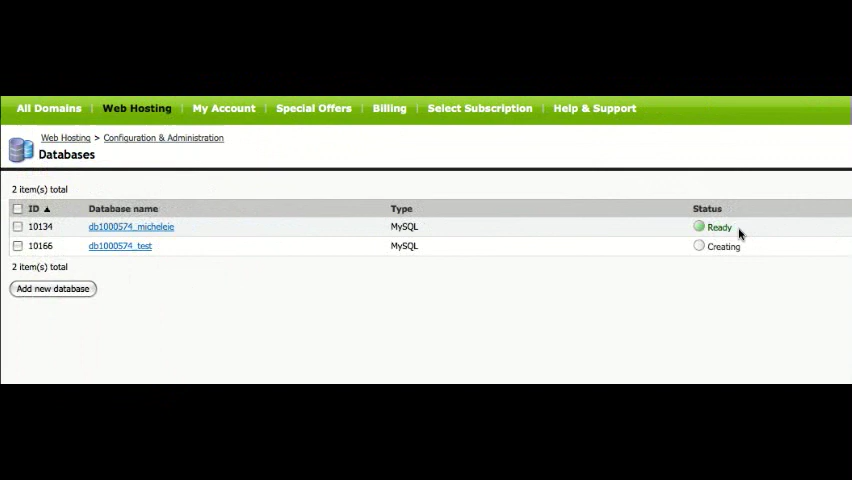 All Domains | Web Hosting | My Account | Special Offers | Billing | Select Subscription | Help & Support
Web Hosting > Configuration & Administration
Databases
2 item(s) total
ID ▲ Database name Type Status
10134 db1000574_micheleie MySQL Ready
10166 db1000574_test MySQL Creating
2 item(s) total
Add new database